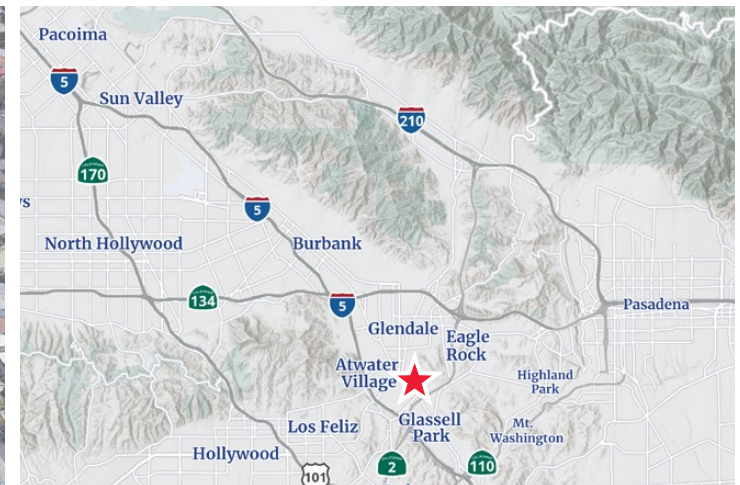 Pacoima
5
Sun Valley
210
170
ys
5
North Hollywood
Burbank
134
5
Pasadena
Glendale
Eagle
Rock
Atwater
Village
Highland
Park
Los Feliz
Glassell
Park
Mt.
Washington
Hollywood
2
110
101